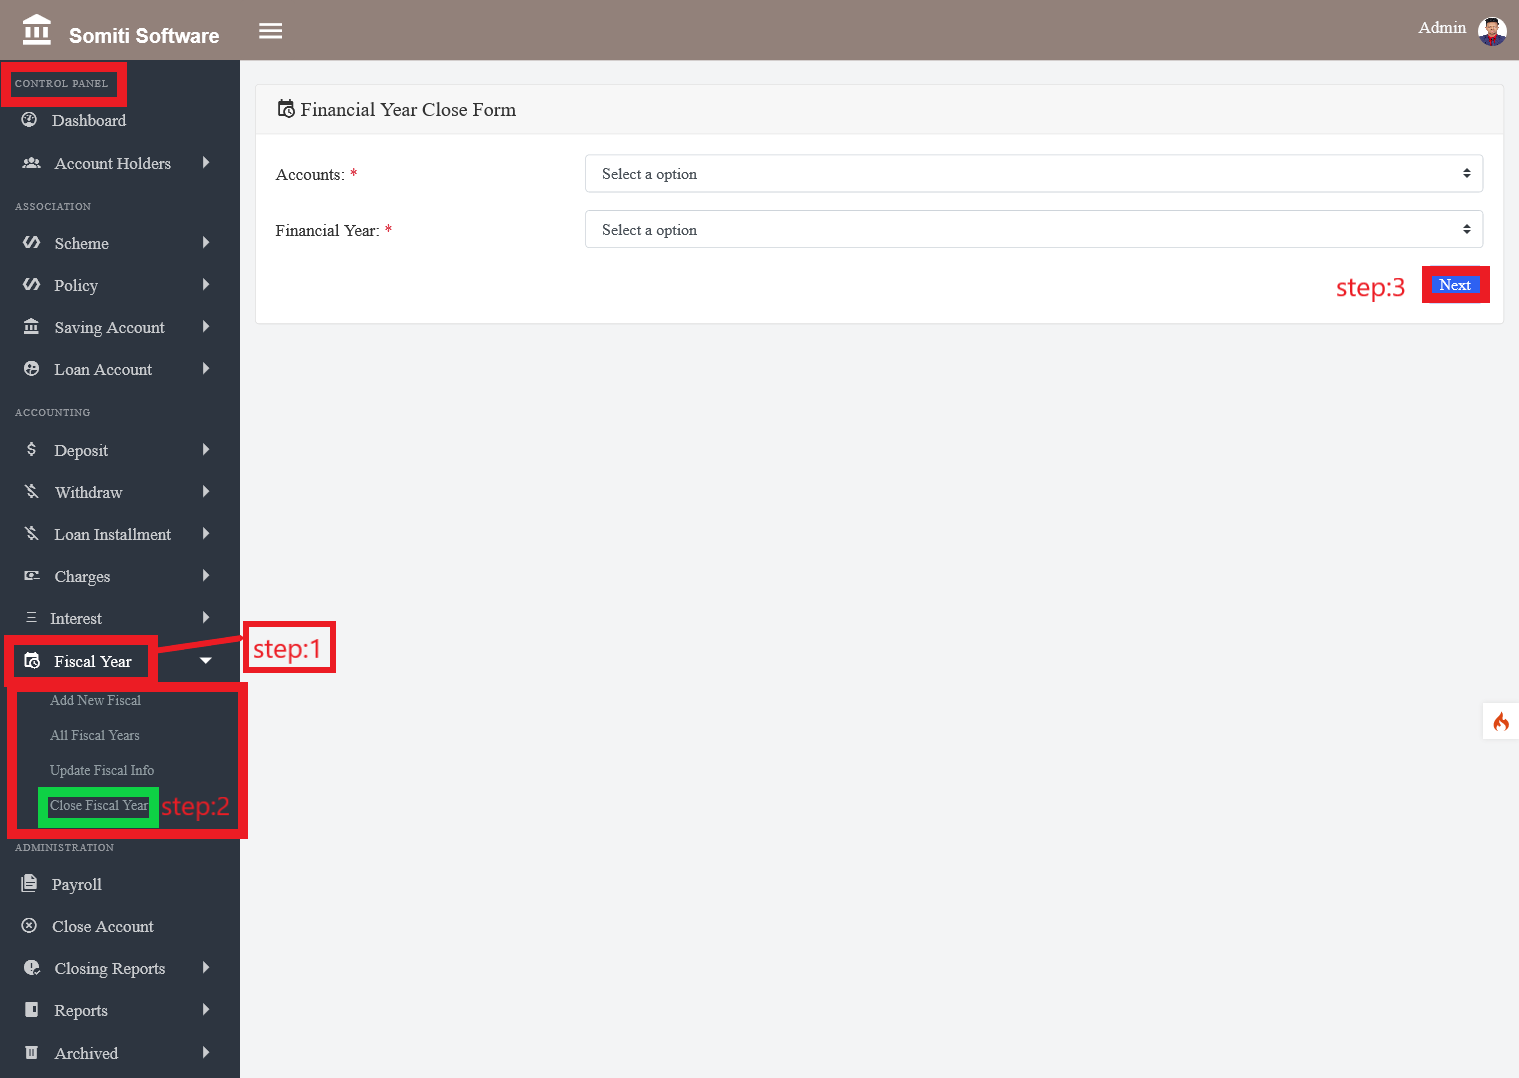 Somiti Software
Admin
CONTROL PANEL
Dashboard
Account Holders
ASSOCIATION
Scheme
Policy
Saving Account
Loan Account
ACCOUNTING
Deposit
Withdraw
Loan Installment
Charges
Interest
Fiscal Year
step:1
Add New Fiscal
All Fiscal Years
Update Fiscal Info
Close Fiscal Year step:2
ADMINISTRATION
Payroll
Close Account
Closing Reports
Reports
Archived
Financial Year Close Form
Accounts: * Select a option
Financial Year: * Select a option
step:3 Next